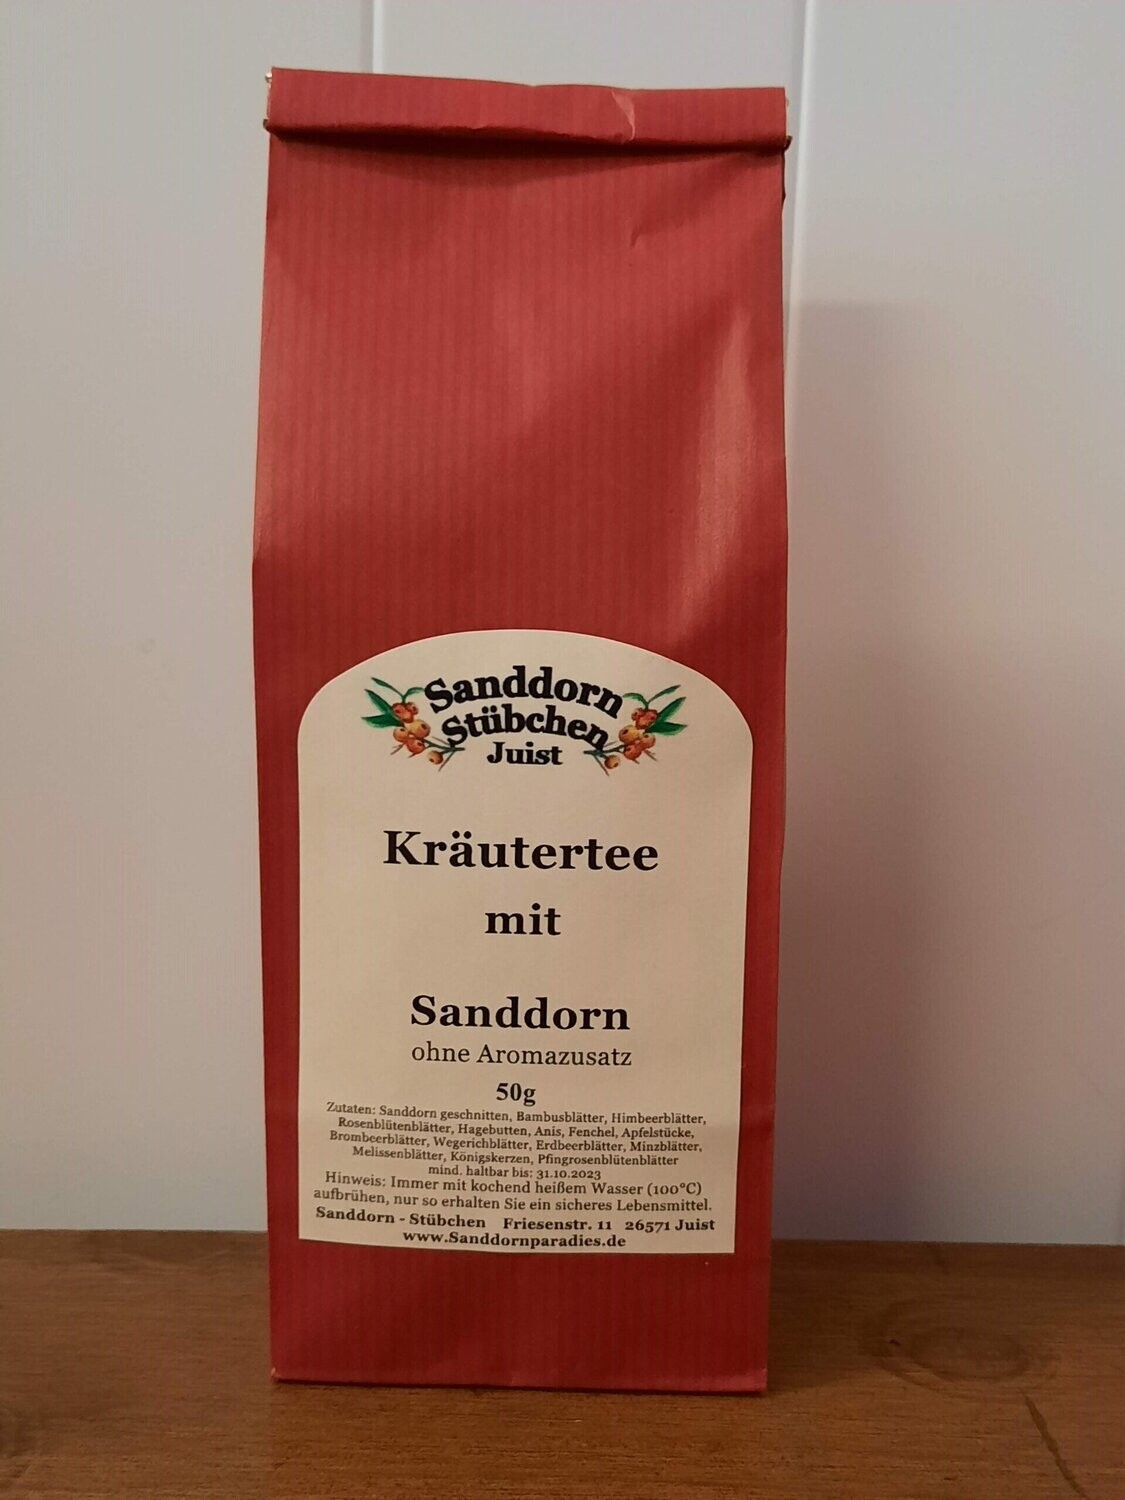 Sanddorn
Stübchen
Juist
Kräutertee
mit
Sanddorn
ohne Aromazusatz
50g
Zutaten: Sanddorn geschnitten, Bambusblätter, Himbeerblätter,
Rosenblütenblätter, Hagebutten, Anis, Fenchel, Apfelstücke,
Brombeerblätter, Wegerichblätter, Erdbeerblätter, Minzblätter,
Melissenblätter, Königskerzen, Pfingrosenblütenblätter
mind. haltbar bis: 31.10.2023
Hinweis: Immer mit kochend heißem Wasser (100°C)
aufbrühen, nur so erhalten Sie ein sicheres Lebensmittel.
Sanddorn - Stübchen Friesenstr. 11 26571 Juist
www.Sanddornparadies.de